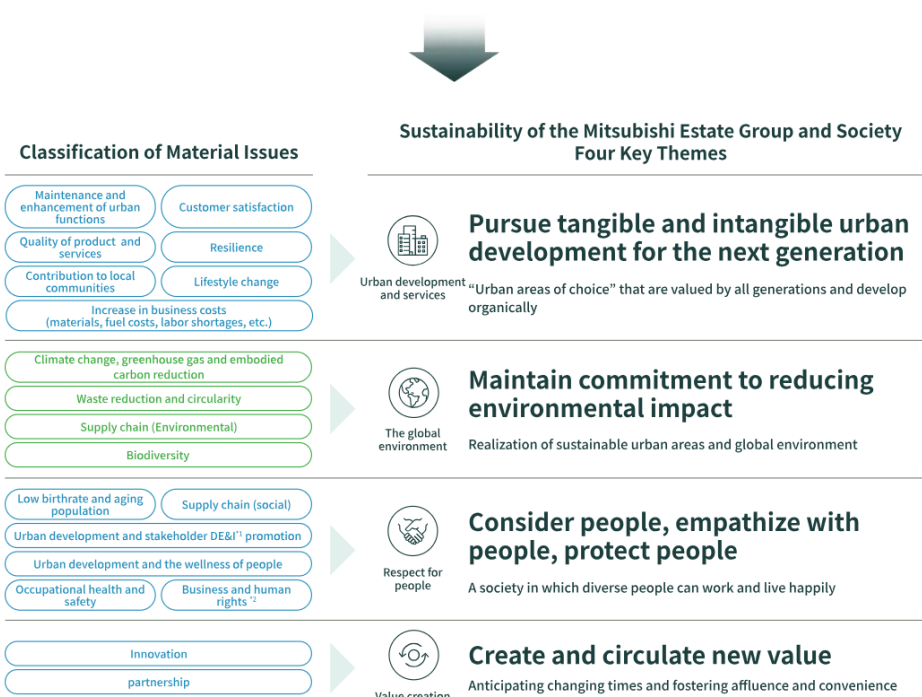 Classification of Material Issues
Sustainability of the Mitsubishi Estate Group and Society
Four Key Themes
Maintenance and
enhancement of urban
functions
Customer satisfaction
Quality of product and
services
Resilience
Contribution to local
communities
Lifestyle change
Increase in business costs
(materials, fuel costs, labor shortages, etc.)
Urban development
and services
Pursue tangible and intangible urban
development for the next generation
“Urban areas of choice” that are valued by all generations and develop
organically
Climate change, greenhouse gas and embodied
carbon reduction
Waste reduction and circularity
Supply chain (Environmental)
Biodiversity
The global
environment
Maintain commitment to reducing
environmental impact
Realization of sustainable urban areas and global environment
Low birthrate and aging
population
Supply chain (social)
Urban development and stakeholder DE&I*1 promotion
Urban development and the wellness of people
Occupational health and
safety
Business and human
rights *2
Respect for
people
Consider people, empathize with
people, protect people
A society in which diverse people can work and live happily
Innovation
partnership
Value creation
Create and circulate new value
Anticipating changing times and fostering affluence and convenience